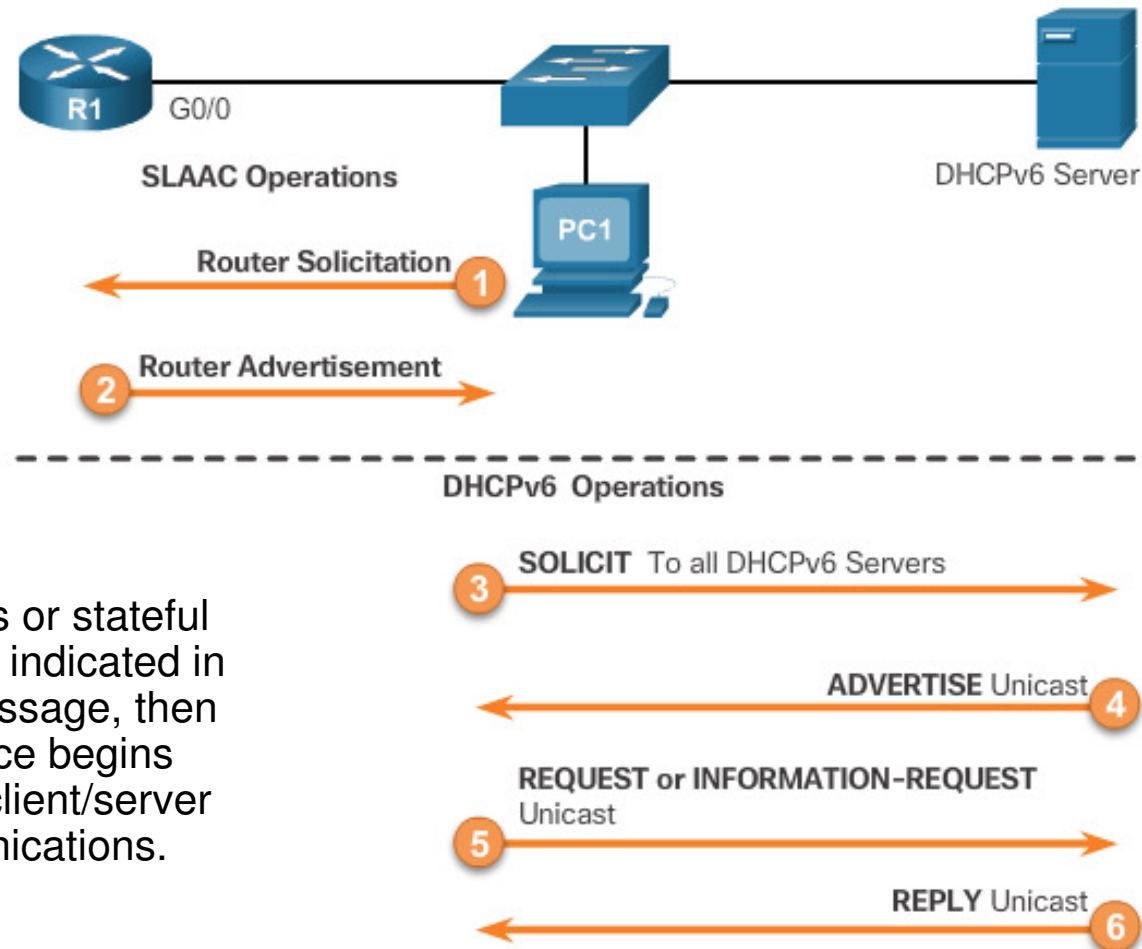 R1
G0/0
DHCPv6 Server
SLAAC Operations
PC1
Router Solicitation
1
Router Advertisement
2
DHCPv6 Operations
SOLICIT To all DHCPv6 Servers
3
s or stateful
indicated in
ssage, then
ce begins
client/server
nications.
ADVERTISE Unicast
4
REQUEST or INFORMATION-REQUEST
Unicast
5
REPLY Unicast
6